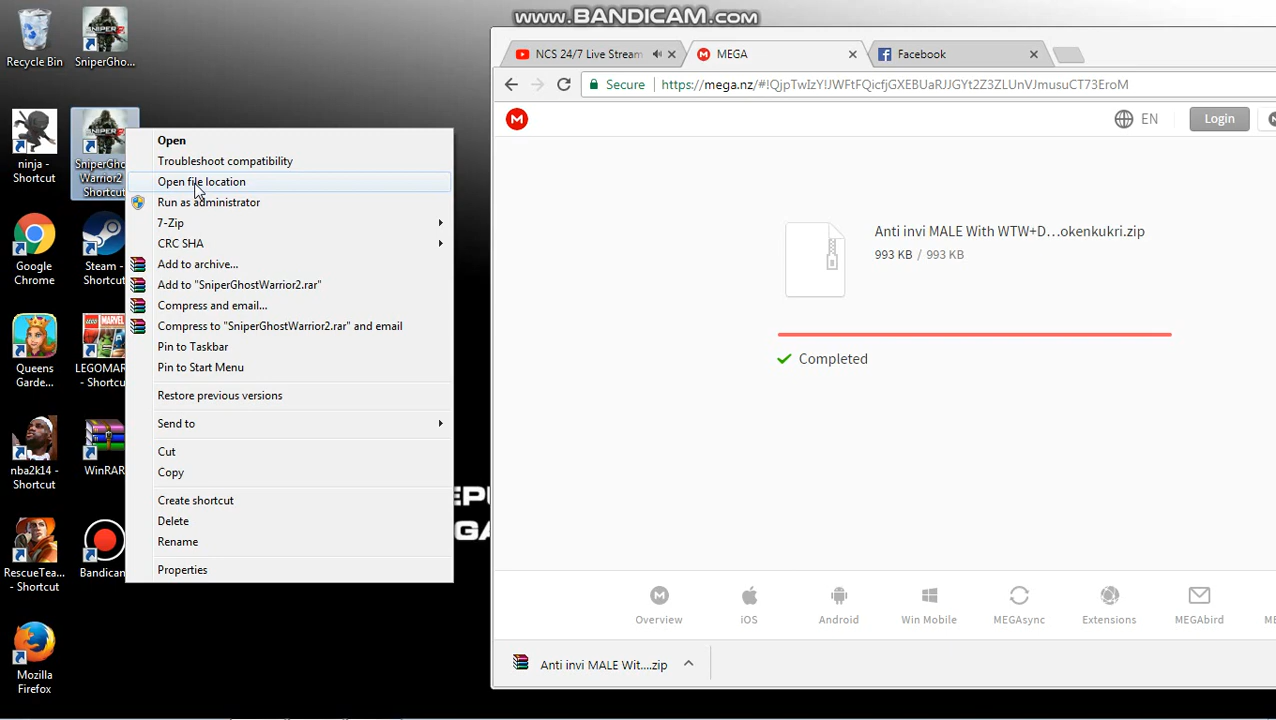 www.BANDICAM.com
Recycle Bin
SniperGho...
ninja -
Shortcut
SniperGho
Warrior2
Shortcut
Google
Chrome
Steam -
Shortcut
Queens
Garde...
LEGOMAR
- Shortcut
nba2k14 -
Shortcut
WinRAR
RescueTea...
- Shortcut
Bandicam
Mozilla
Firefox
Open
Troubleshoot compatibility
Open file location
Run as administrator
7-Zip
CRC SHA
Add to archive...
Add to "SniperGhostWarrior2.rar"
Compress and email...
Compress to "SniperGhostWarrior2.rar" and email
Pin to Taskbar
Pin to Start Menu
Restore previous versions
Send to
Cut
Copy
Create shortcut
Delete
Rename
Properties
NCS 24/7 Live Stream
MEGA
Facebook
Secure
https://mega.nz/#!QjpTwIzY!JWFtFQicfjGXEBUaRJJGYt2Z3ZLUnVJmusuCT73EroM
M
EN
Login
Anti invi MALE With WTW+D...okenkukri.zip
993 KB / 993 KB
Completed
Overview
iOS
Android
Win Mobile
MEGAsync
Extensions
MEGAbird
Anti invi MALE Wit....zip